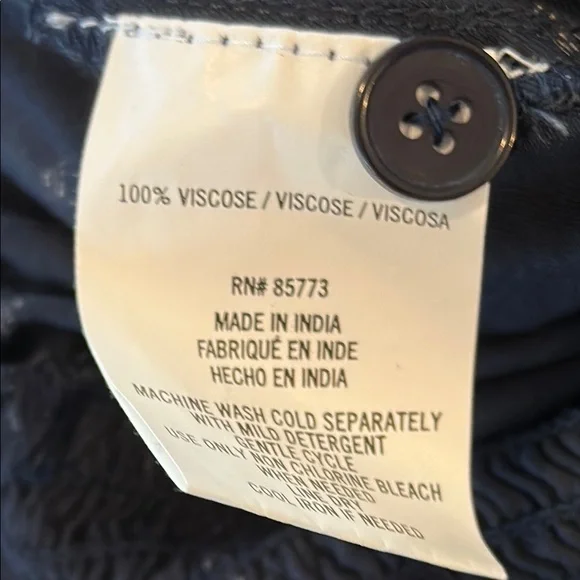 100% VISCOSE / VISCOSE / VISCOSA
RN# 85773
MADE IN INDIA
FABRIQUÉ EN INDE
HECHO EN INDIA
MACHINE WASH COLD SEPARATELY
WITH MILD DETERGENT
GENTLE CYCLE
USE ONLY NON CHLORINE BLEACH
WHEN NEEDED
LINE DRY
COOL IRON IF NEEDED